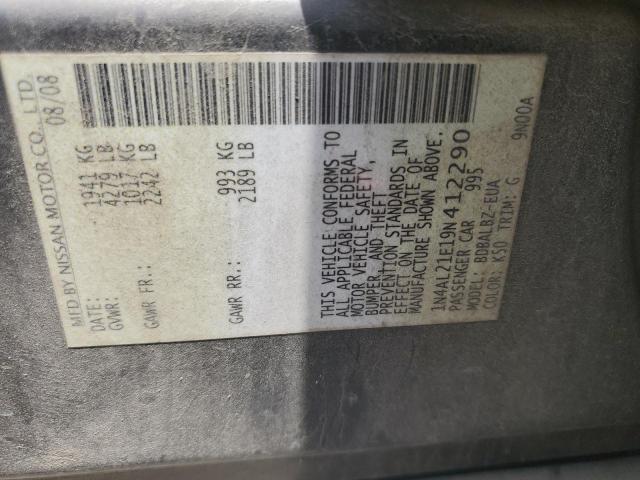 MFD BY NISSAN MOTOR CO., LTD.
DATE: 08/08
GVWR: 1941 KG
4279 LB
GAWR FR.: 1017 KG
2242 LB
GAWR RR.: 993 KG
2189 LB
THIS VEHICLE CONFORMS TO
ALL APPLICABLE FEDERAL
MOTOR VEHICLE SAFETY,
BUMPER, AND THEFT
PREVENTION STANDARDS IN
EFFECT ON THE DATE OF
MANUFACTURE SHOWN ABOVE.
1N4AL21E19N412290
PASSENGER CAR 995
MODEL: BDBALBZ-EUA
COLOR: K50 TRIM: G 9N00A